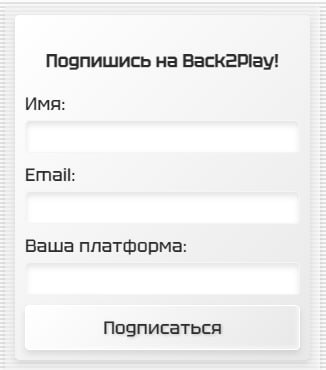 Подпишись на Back2Play!
Имя:
Email:
Ваша платформа:
Подписаться